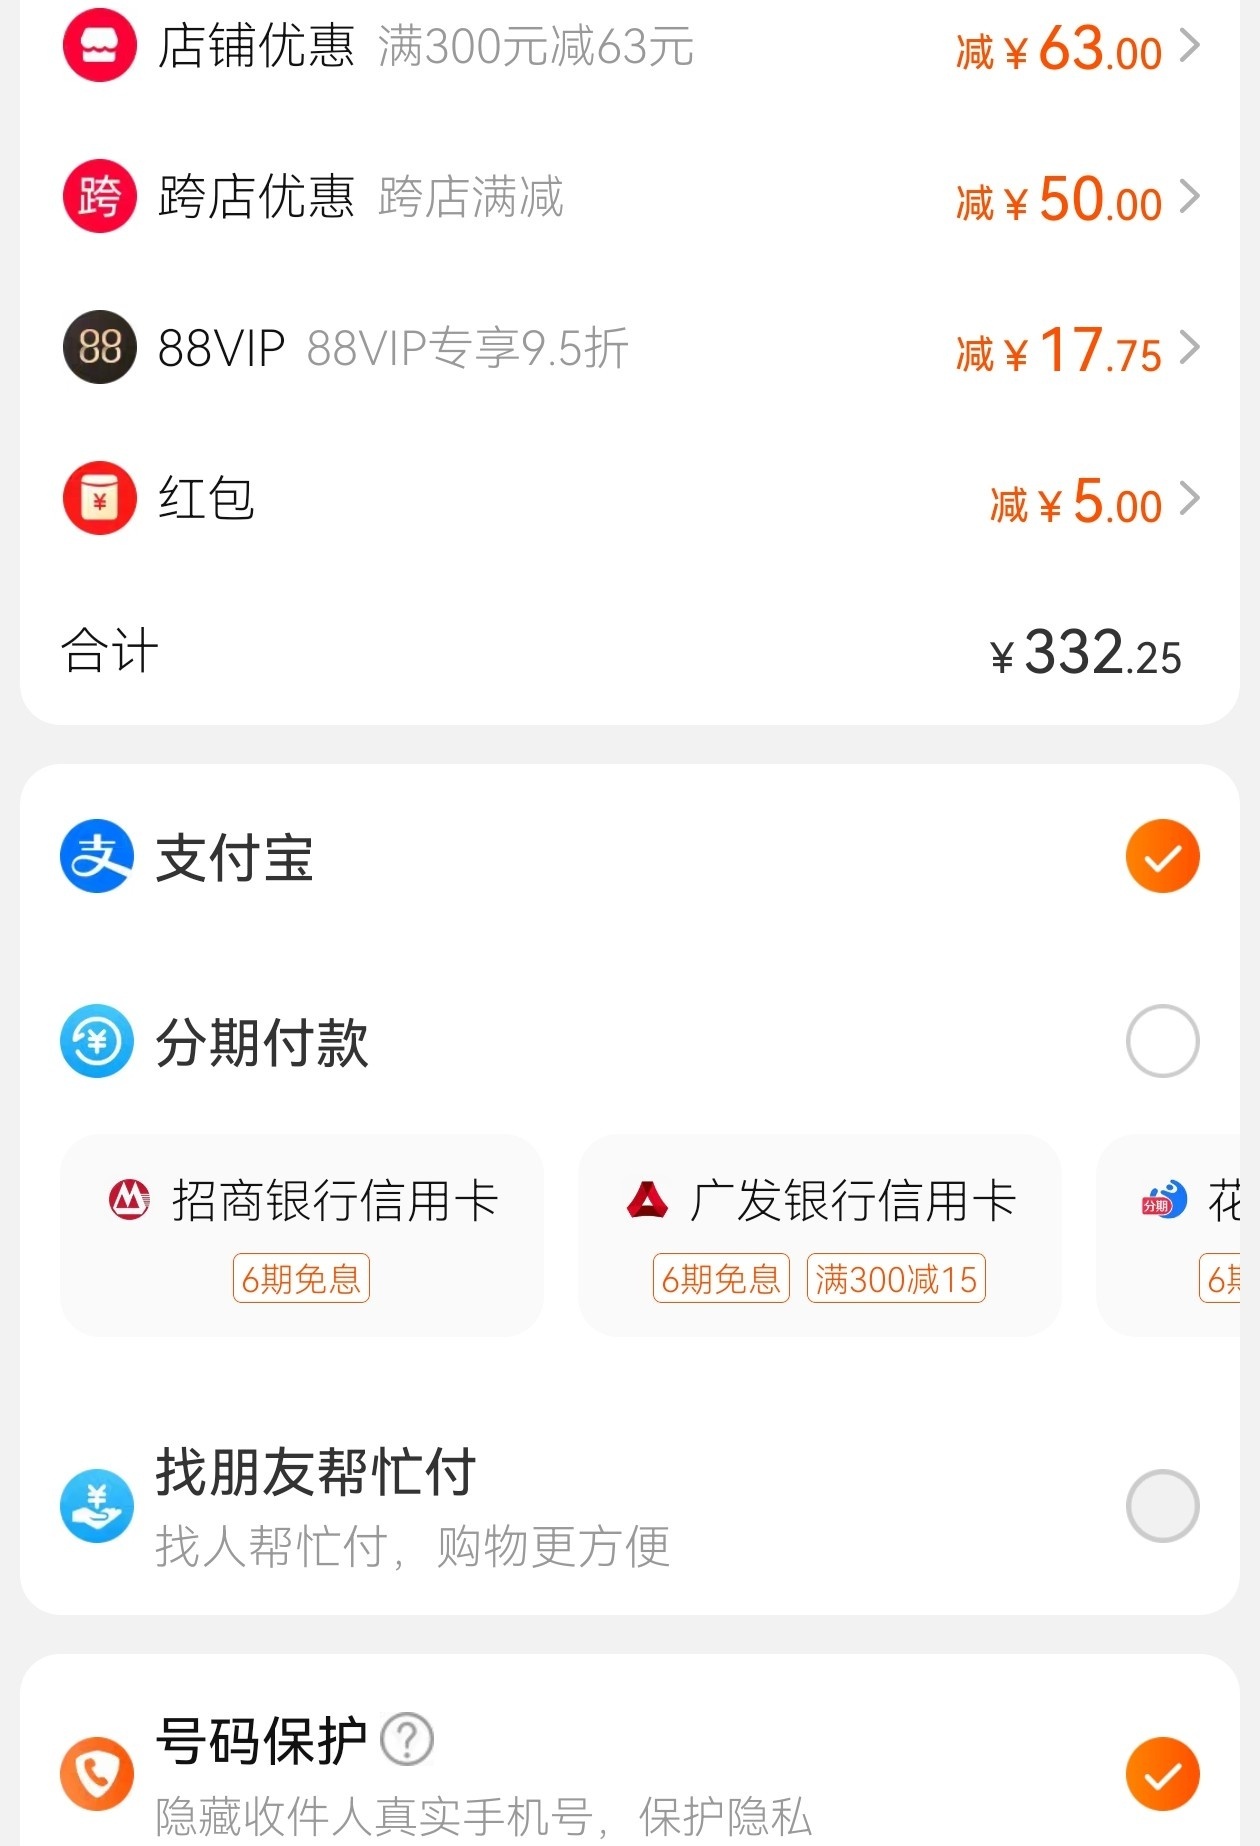 店铺优惠 满300元减63元 减¥63.00
跨 跨店优惠 跨店满减 减¥50.00
88 88VIP 88VIP专享9.5折 减¥17.75
¥ 红包 减¥5.00
合计 ¥332.25
支 支付宝
¥ 分期付款
招商银行信用卡 广发银行信用卡 分期 花
6期免息 6期免息 满300减15 6期
¥ 找朋友帮忙付
找人帮忙付，购物更方便
号码保护 ?
隐藏收件人真实手机号，保护隐私